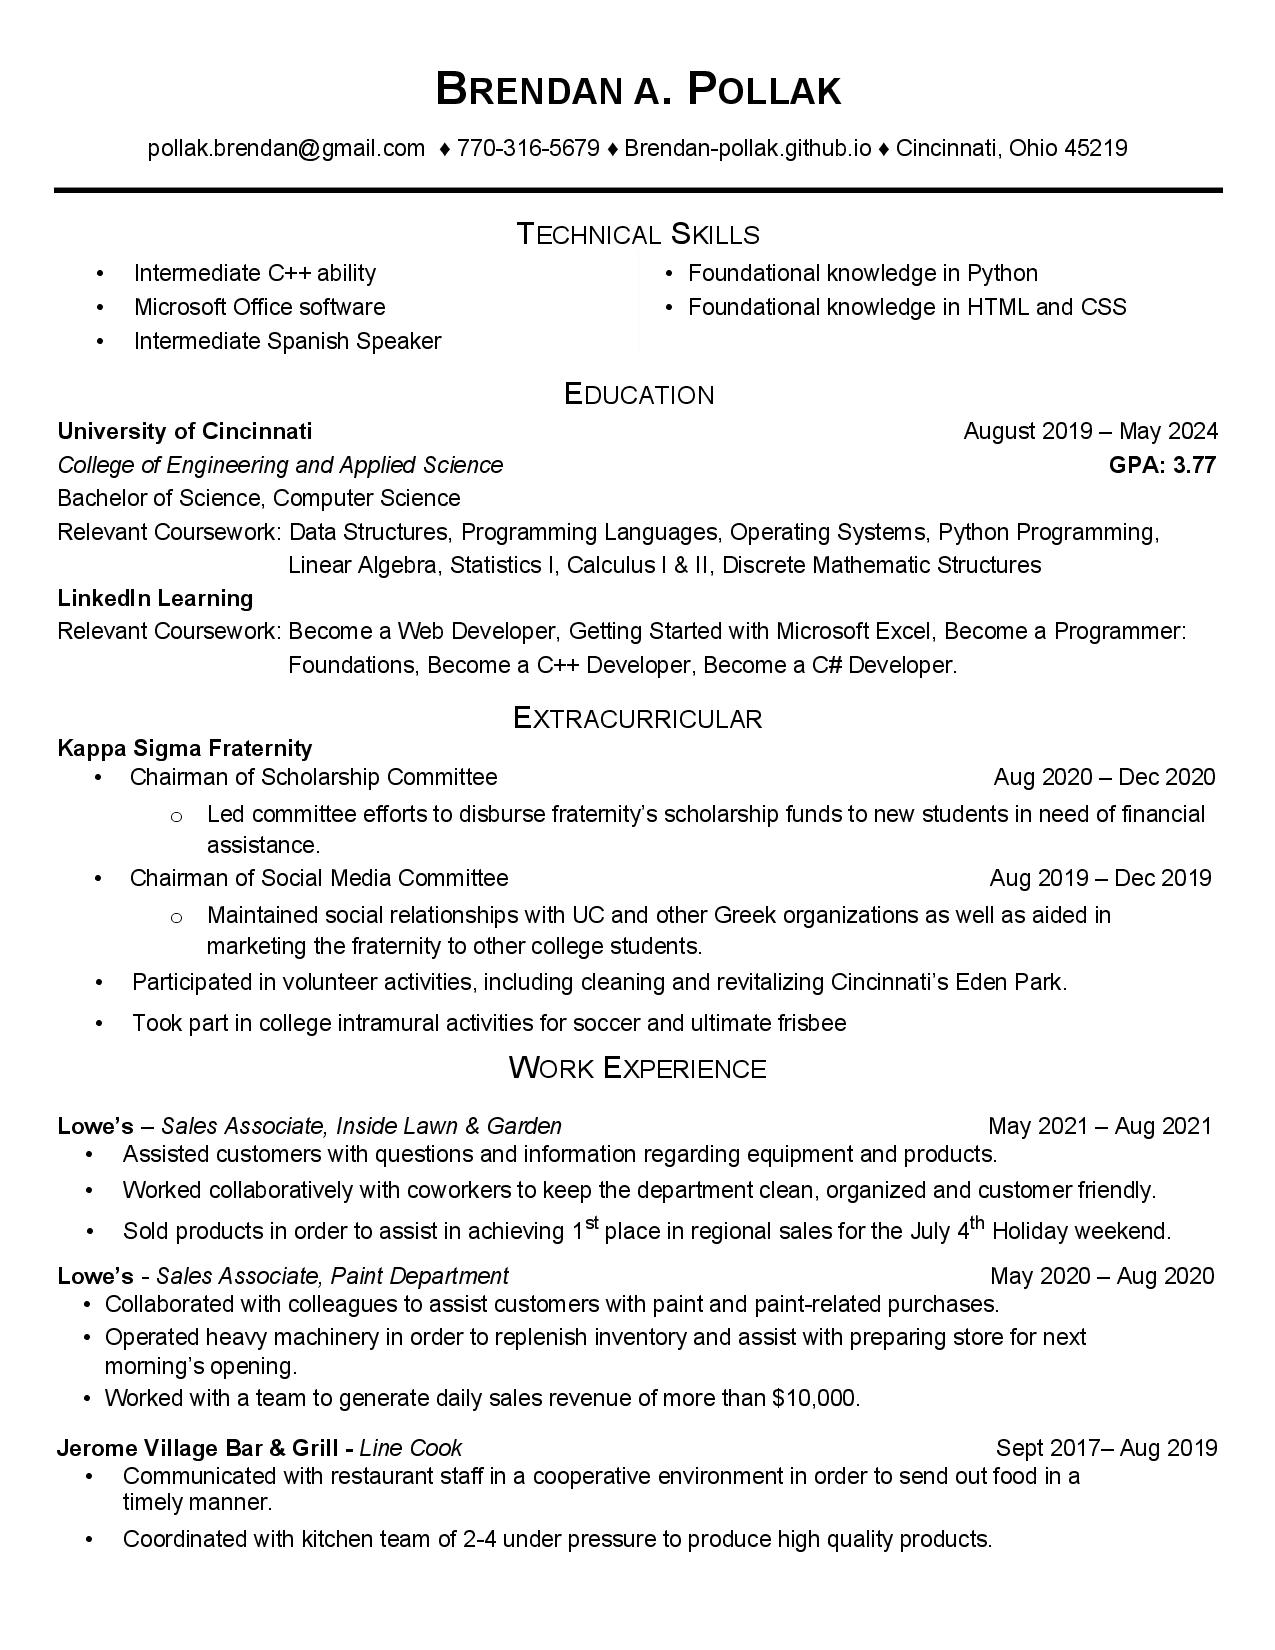 BRENDAN A. POLLAK
pollak.brendan@gmail.com ♦ 770-316-5679 ♦ Brendan-pollak.github.io ♦ Cincinnati, Ohio 45219
TECHNICAL SKILLS
• Intermediate C++ ability
• Microsoft Office software
• Intermediate Spanish Speaker
• Foundational knowledge in Python
• Foundational knowledge in HTML and CSS
EDUCATION
University of Cincinnati August 2019 – May 2024
College of Engineering and Applied Science GPA: 3.77
Bachelor of Science, Computer Science
Relevant Coursework: Data Structures, Programming Languages, Operating Systems, Python Programming,
Linear Algebra, Statistics I, Calculus I & II, Discrete Mathematic Structures
LinkedIn Learning
Relevant Coursework: Become a Web Developer, Getting Started with Microsoft Excel, Become a Programmer:
Foundations, Become a C++ Developer, Become a C# Developer.
EXTRACURRICULAR
Kappa Sigma Fraternity
• Chairman of Scholarship Committee Aug 2020 – Dec 2020
o Led committee efforts to disburse fraternity's scholarship funds to new students in need of financial
assistance.
• Chairman of Social Media Committee Aug 2019 – Dec 2019
o Maintained social relationships with UC and other Greek organizations as well as aided in
marketing the fraternity to other college students.
• Participated in volunteer activities, including cleaning and revitalizing Cincinnati's Eden Park.
• Took part in college intramural activities for soccer and ultimate frisbee
WORK EXPERIENCE
Lowe's – Sales Associate, Inside Lawn & Garden May 2021 – Aug 2021
• Assisted customers with questions and information regarding equipment and products.
• Worked collaboratively with coworkers to keep the department clean, organized and customer friendly.
• Sold products in order to assist in achieving 1st place in regional sales for the July 4th Holiday weekend.
Lowe's - Sales Associate, Paint Department May 2020 – Aug 2020
• Collaborated with colleagues to assist customers with paint and paint-related purchases.
• Operated heavy machinery in order to replenish inventory and assist with preparing store for next
morning's opening.
• Worked with a team to generate daily sales revenue of more than $10,000.
Jerome Village Bar & Grill - Line Cook Sept 2017– Aug 2019
• Communicated with restaurant staff in a cooperative environment in order to send out food in a
timely manner.
• Coordinated with kitchen team of 2-4 under pressure to produce high quality products.